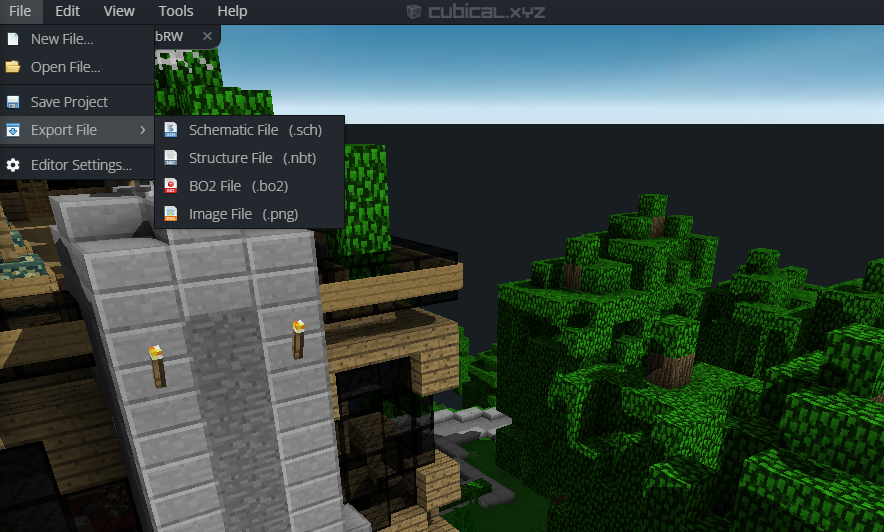 File Edit View Tools Help
cubical.xyz
bRW ×
New File...
Open File...
Save Project
Export File ›
Editor Settings...
Schematic File (.sch)
Structure File (.nbt)
BO2 File (.bo2)
Image File (.png)